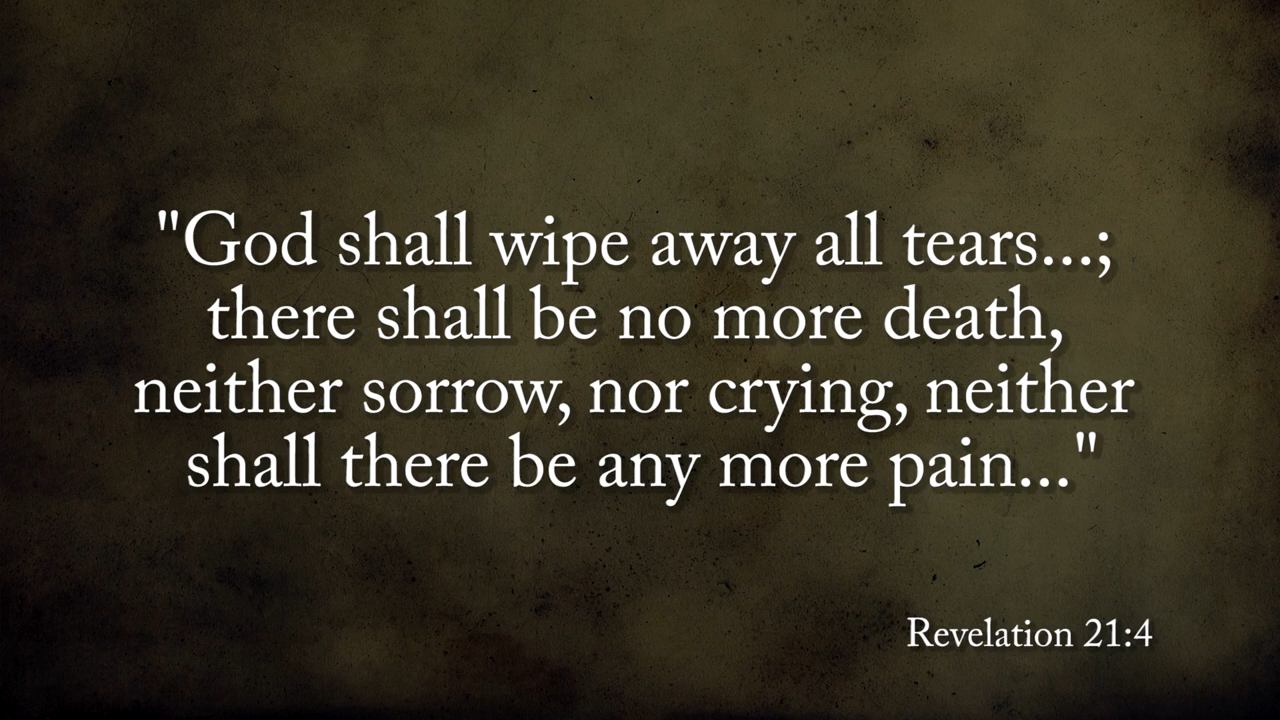 "God shall wipe away all tears...;
there shall be no more death,
neither sorrow, nor crying, neither
shall there be any more pain..."
Revelation 21:4